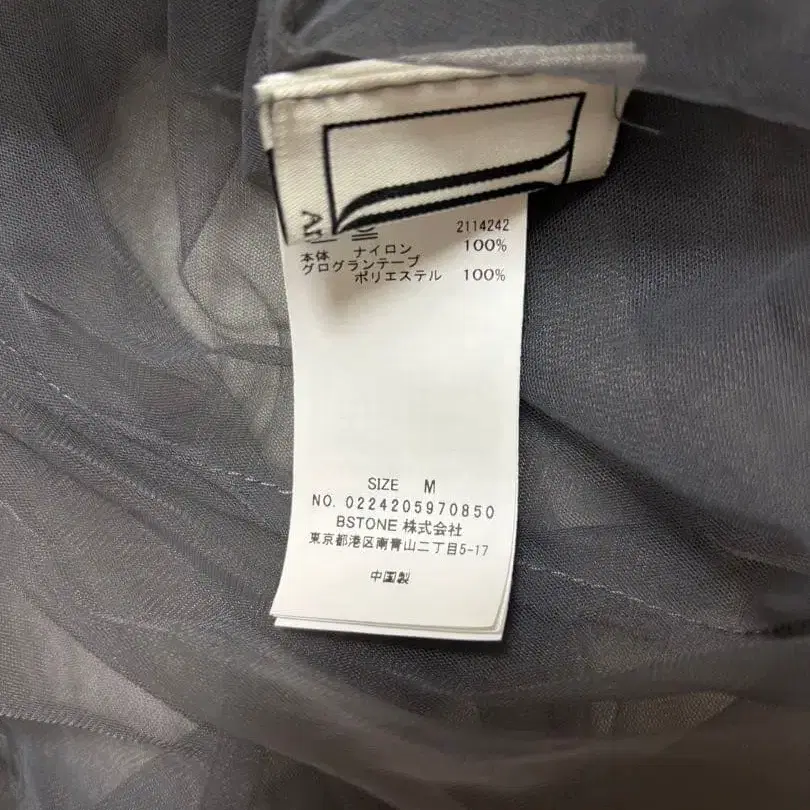 2114242
本体 ナイロン 100%
グログランテープ
ポリエステル 100%
SIZE M
NO. 0224205970850
BSTONE 株式会社
東京都港区南青山二丁目5-17
中国製